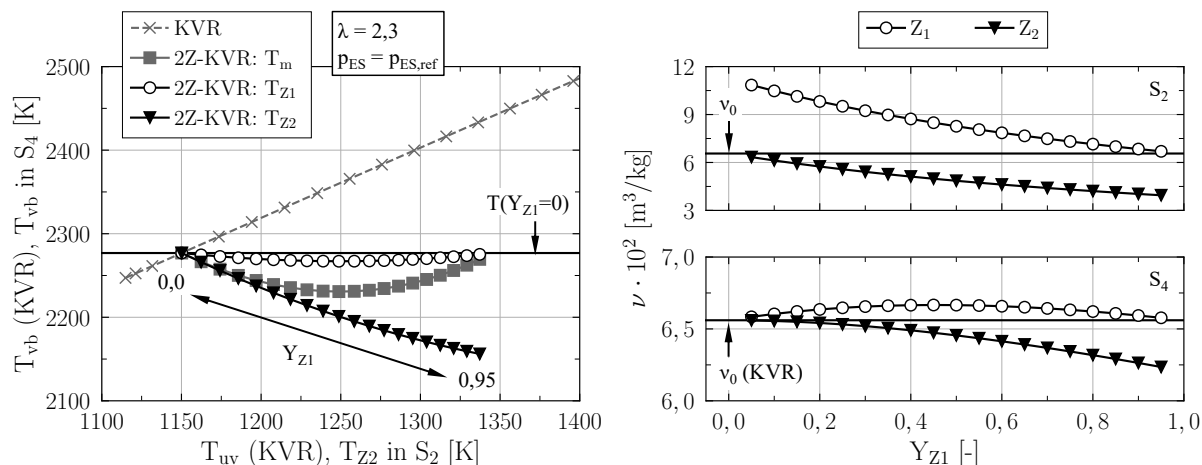 KVR
2Z-KVR: T_m
2Z-KVR: T_Z1
2Z-KVR: T_Z2
λ = 2,3
p_ES = p_ES,ref
T_vb (KVR), T_vb in S_4 [K]
2500
2400
2300
2200
2100
T(Y_Z1=0)
0,0
Y_Z1
0,95
1100
1150
1200
1250
1300
1350
1400
T_uv (KVR), T_Z2 in S_2 [K]
Z_1
Z_2
ν · 10² [m³/kg]
12
9
6
3
ν_0
S_2
7,0
6,5
6,0
S_4
ν_0 (KVR)
0,0
0,2
0,4
0,6
0,8
1,0
Y_Z1 [-]